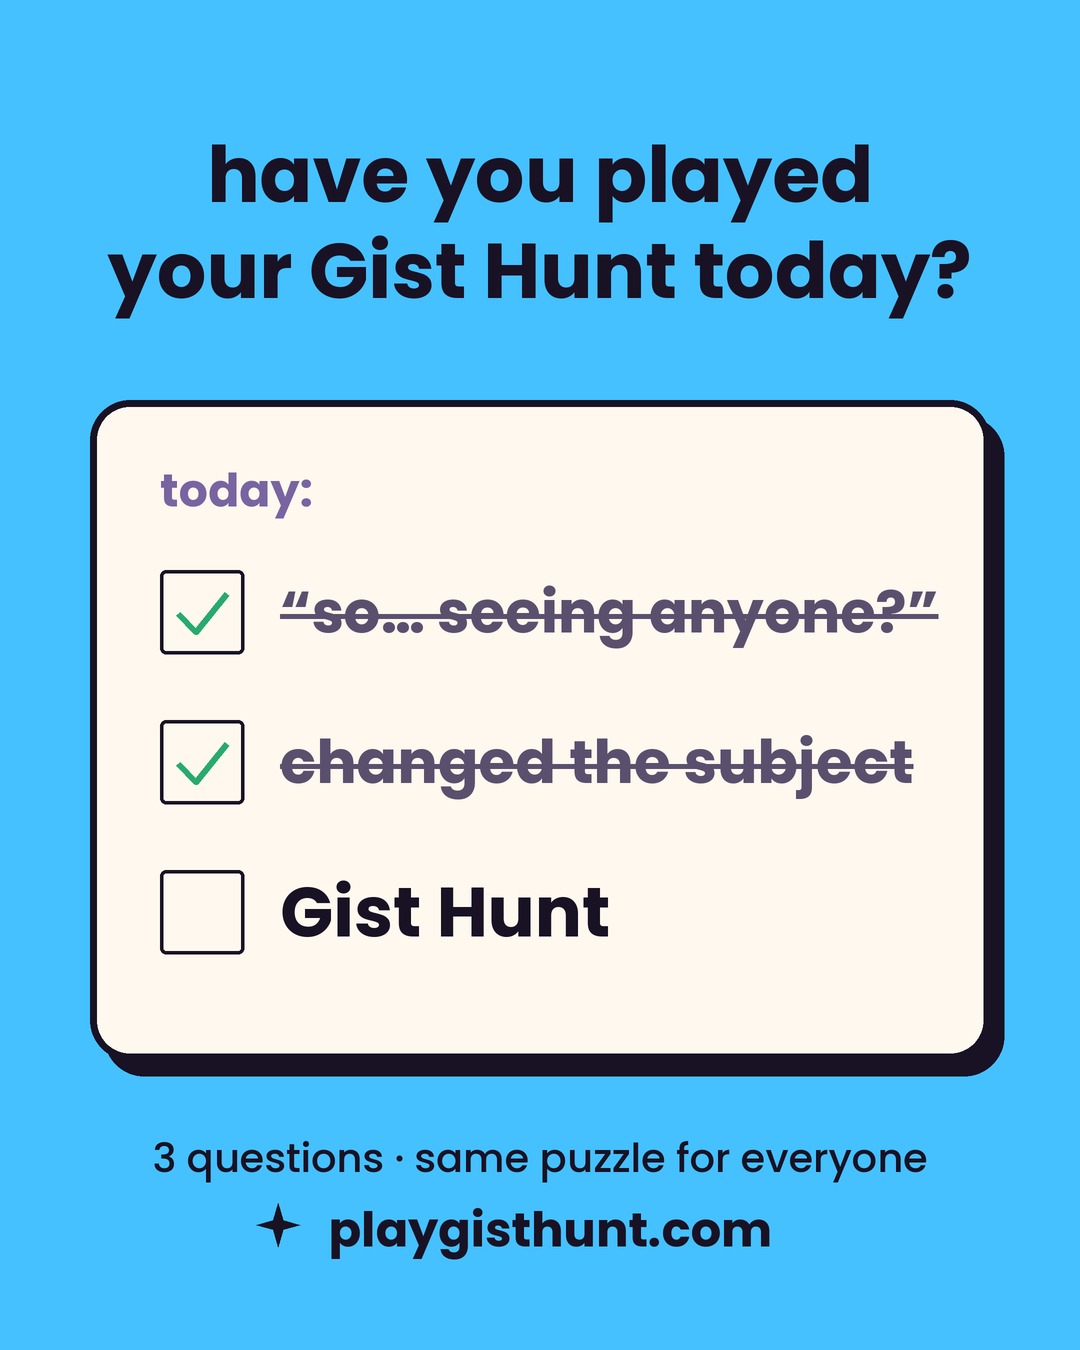 have you played
your Gist Hunt today?
today:
“so... seeing anyone?”
changed the subject
Gist Hunt
3 questions · same puzzle for everyone
playgisthunt.com